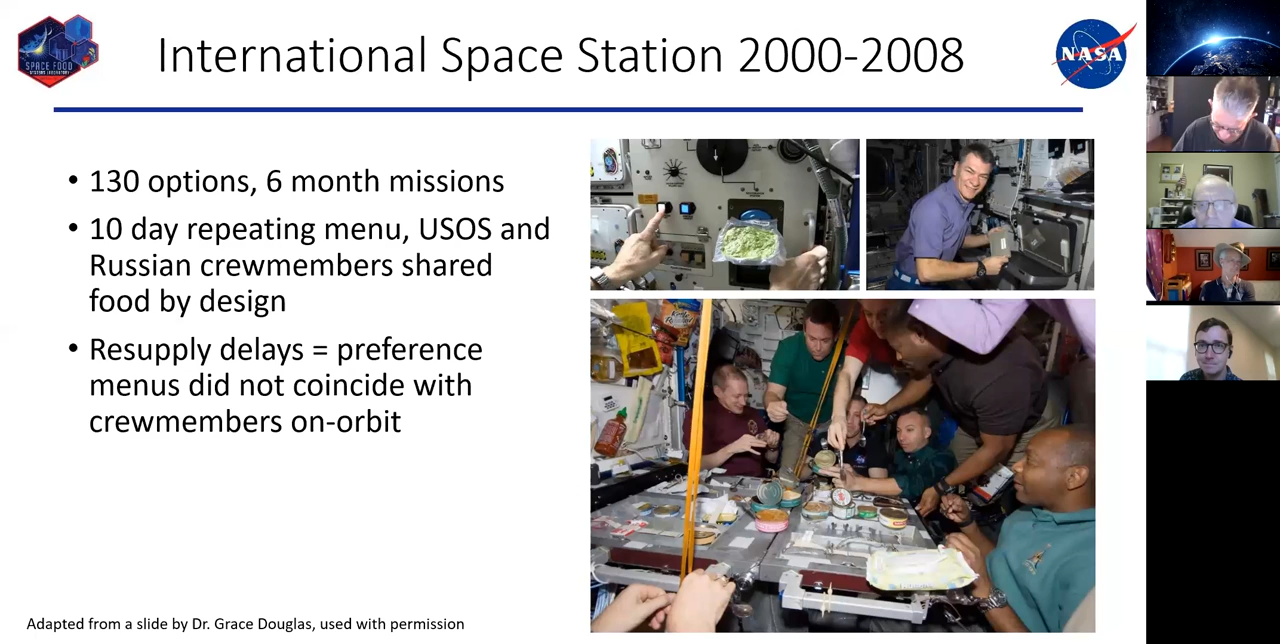 SPACE FOOD
SYSTEMS LABORATORY
International Space Station 2000-2008
NASA
• 130 options, 6 month missions
• 10 day repeating menu, USOS and
Russian crewmembers shared
food by design
• Resupply delays = preference
menus did not coincide with
crewmembers on-orbit
Adapted from a slide by Dr. Grace Douglas, used with permission